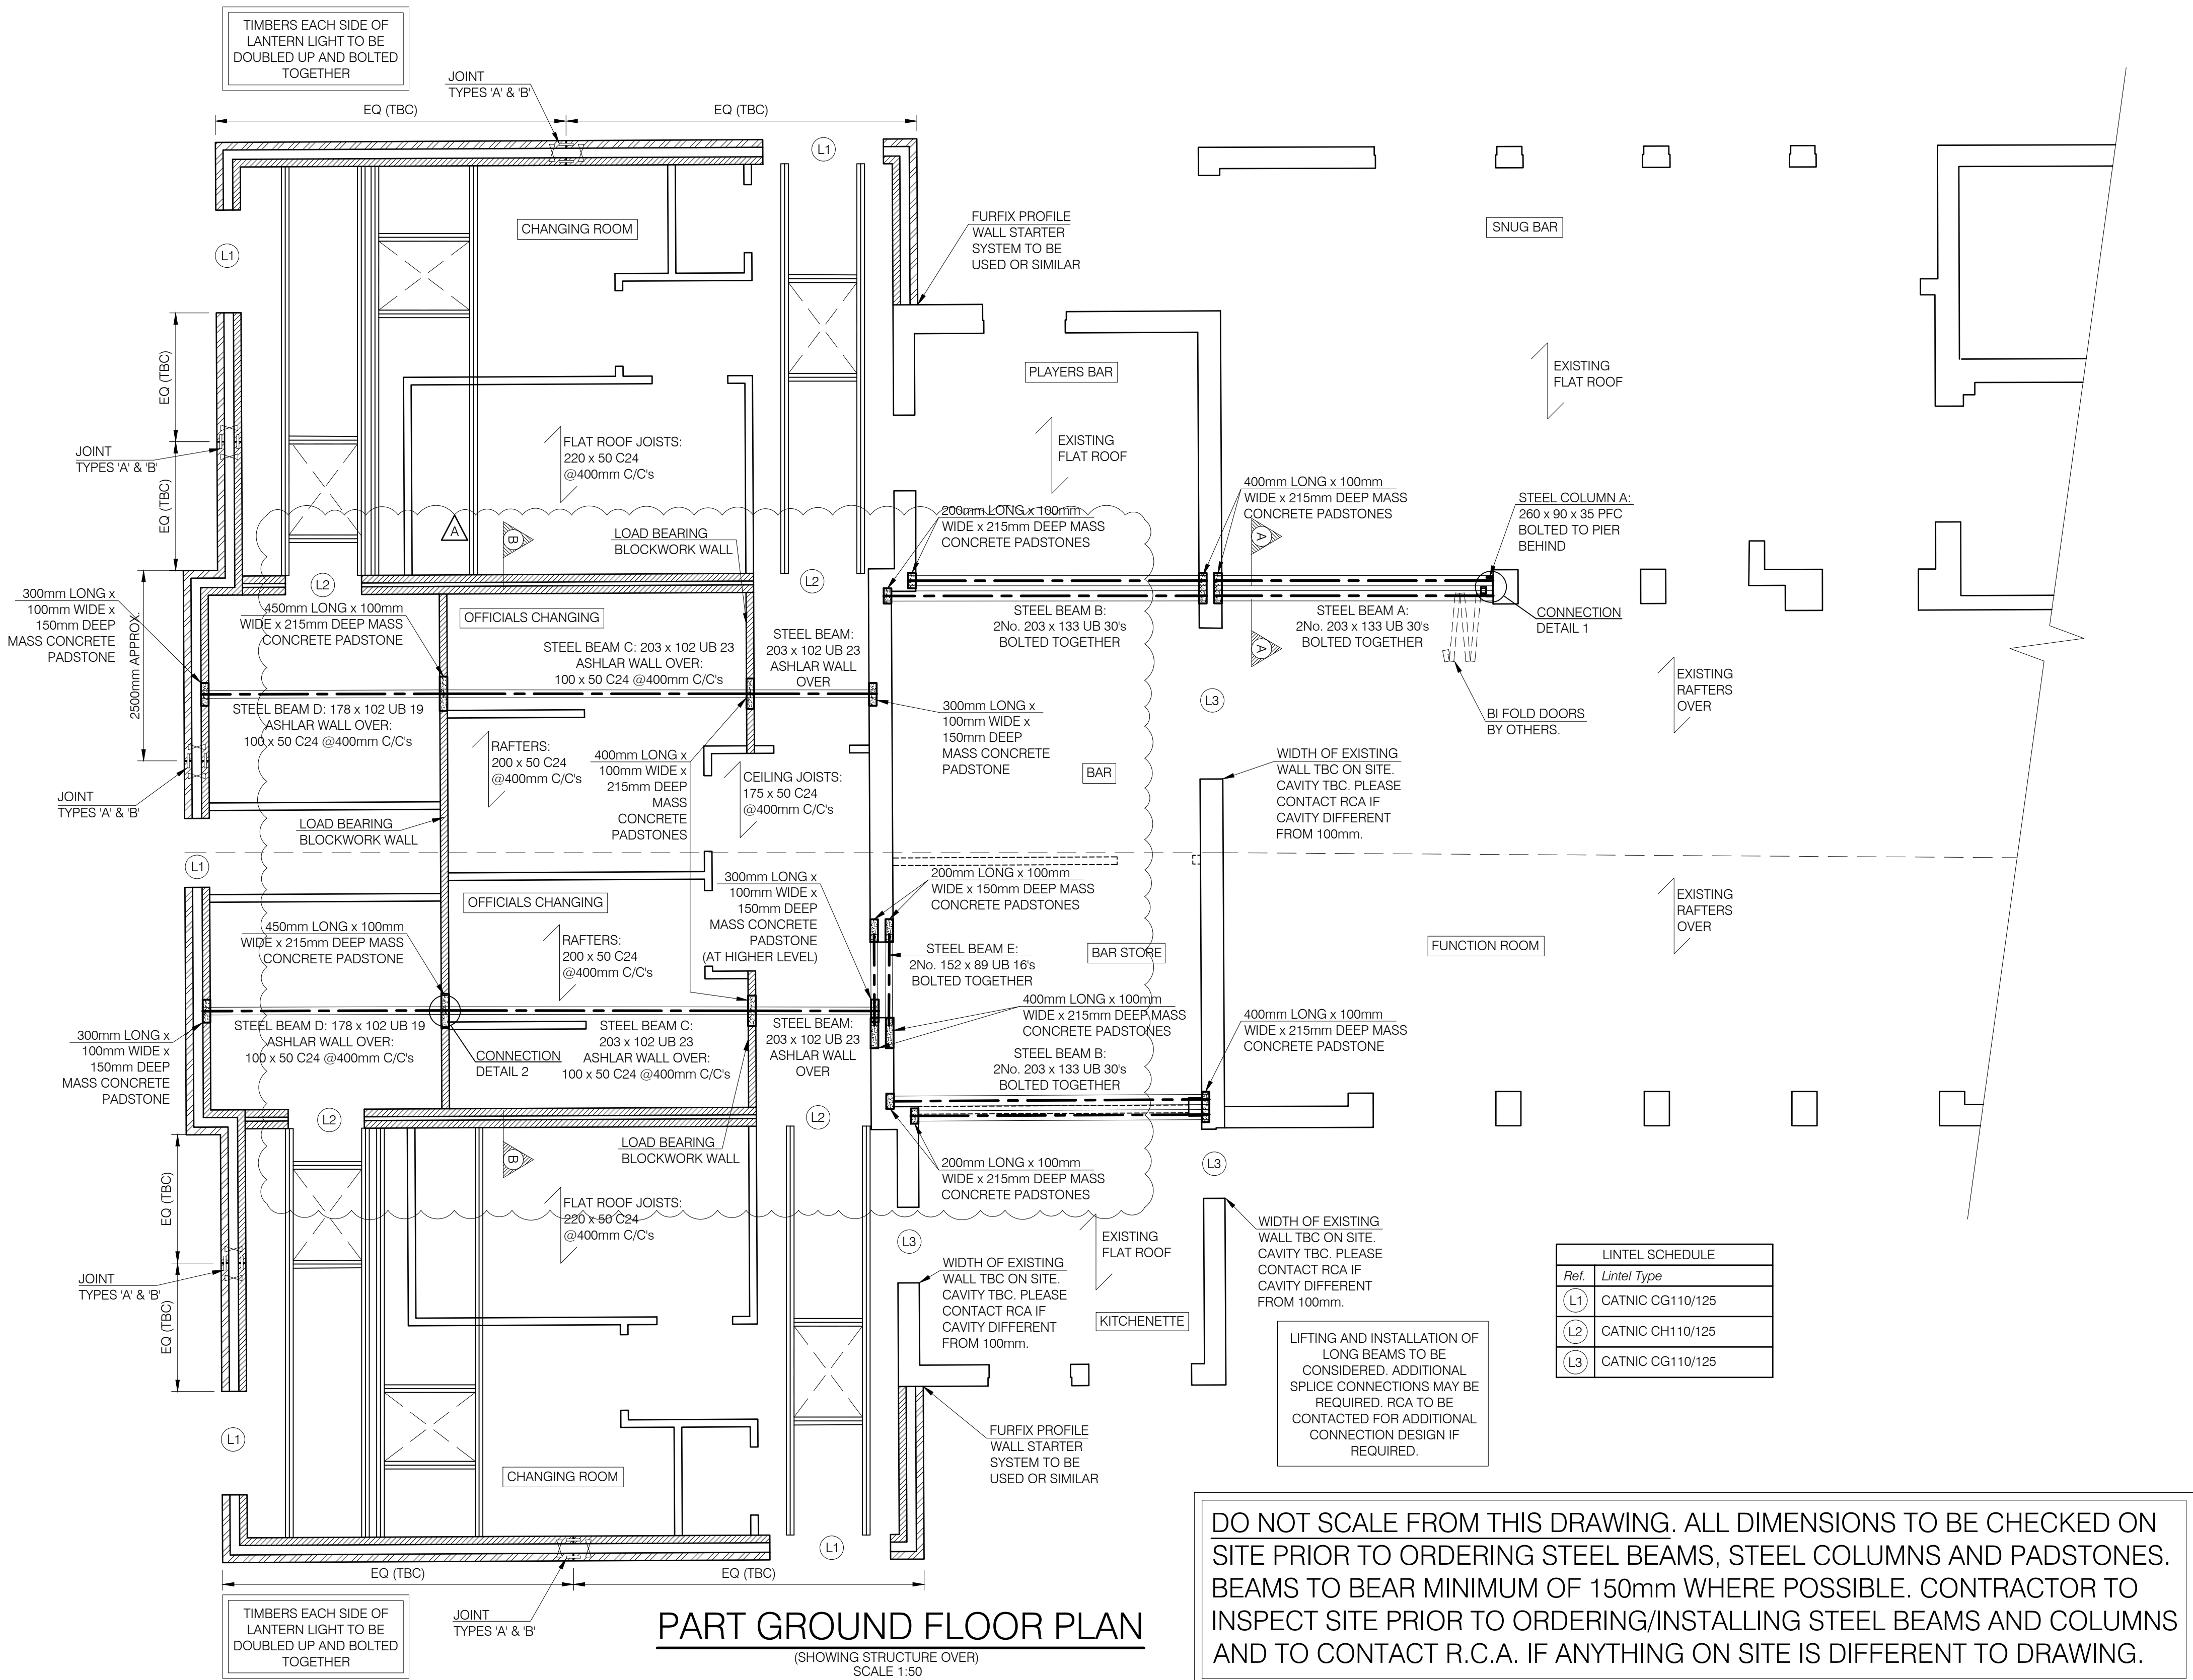 TIMBERS EACH SIDE OF
LANTERN LIGHT TO BE
DOUBLED UP AND BOLTED
TOGETHER
JOINT
TYPES 'A' & 'B'
EQ (TBC)
EQ (TBC)
L1
CHANGING ROOM
FURFIX PROFILE
WALL STARTER
SYSTEM TO BE
USED OR SIMILAR
SNUG BAR
L1
EQ (TBC)
PLAYERS BAR
EXISTING
FLAT ROOF
JOINT
TYPES 'A' & 'B'
EQ (TBC)
FLAT ROOF JOISTS:
220 x 50 C24
@400mm C/C's
EXISTING
FLAT ROOF
400mm LONG x 100mm
WIDE x 215mm DEEP MASS
CONCRETE PADSTONES
STEEL COLUMN A:
260 x 90 x 35 PFC
BOLTED TO PIER
BEHIND
A
B
LOAD BEARING
BLOCKWORK WALL
200mm LONG x 100mm
WIDE x 215mm DEEP MASS
CONCRETE PADSTONES
A
L2
L2
300mm LONG x
100mm WIDE x
150mm DEEP
MASS CONCRETE
PADSTONE
2500mm APPROX.
450mm LONG x 100mm
WIDE x 215mm DEEP MASS
CONCRETE PADSTONE
OFFICIALS CHANGING
STEEL BEAM C: 203 x 102 UB 23
ASHLAR WALL OVER:
100 x 50 C24 @400mm C/C's
STEEL BEAM:
203 x 102 UB 23
ASHLAR WALL
OVER
STEEL BEAM B:
2No. 203 x 133 UB 30's
BOLTED TOGETHER
STEEL BEAM A:
2No. 203 x 133 UB 30's
BOLTED TOGETHER
A
CONNECTION
DETAIL 1
STEEL BEAM D: 178 x 102 UB 19
ASHLAR WALL OVER:
100 x 50 C24 @400mm C/C's
300mm LONG x
100mm WIDE x
150mm DEEP
MASS CONCRETE
PADSTONE
L3
BI FOLD DOORS
BY OTHERS.
EXISTING
RAFTERS
OVER
RAFTERS:
200 x 50 C24
@400mm C/C's
400mm LONG x
100mm WIDE x
215mm DEEP
MASS
CONCRETE
PADSTONES
CEILING JOISTS:
175 x 50 C24
@400mm C/C's
BAR
WIDTH OF EXISTING
WALL TBC ON SITE.
CAVITY TBC. PLEASE
CONTACT RCA IF
CAVITY DIFFERENT
FROM 100mm.
JOINT
TYPES 'A' & 'B'
LOAD BEARING
BLOCKWORK WALL
L1
OFFICIALS CHANGING
300mm LONG x
100mm WIDE x
150mm DEEP
MASS CONCRETE
PADSTONE
(AT HIGHER LEVEL)
200mm LONG x 100mm
WIDE x 150mm DEEP MASS
CONCRETE PADSTONES
EXISTING
RAFTERS
OVER
450mm LONG x 100mm
WIDE x 215mm DEEP MASS
CONCRETE PADSTONE
RAFTERS:
200 x 50 C24
@400mm C/C's
STEEL BEAM E:
2No. 152 x 89 UB 16's
BOLTED TOGETHER
BAR STORE
FUNCTION ROOM
300mm LONG x
100mm WIDE x
150mm DEEP
MASS CONCRETE
PADSTONE
STEEL BEAM D: 178 x 102 UB 19
ASHLAR WALL OVER:
100 x 50 C24 @400mm C/C's
CONNECTION
DETAIL 2
STEEL BEAM C:
203 x 102 UB 23
ASHLAR WALL OVER:
100 x 50 C24 @400mm C/C's
STEEL BEAM:
203 x 102 UB 23
ASHLAR WALL
OVER
400mm LONG x 100mm
WIDE x 215mm DEEP MASS
CONCRETE PADSTONES
STEEL BEAM B:
2No. 203 x 133 UB 30's
BOLTED TOGETHER
400mm LONG x 100mm
WIDE x 215mm DEEP MASS
CONCRETE PADSTONE
L2
L2
B
LOAD BEARING
BLOCKWORK WALL
200mm LONG x 100mm
WIDE x 215mm DEEP MASS
CONCRETE PADSTONES
L3
EQ (TBC)
FLAT ROOF JOISTS:
220 x 50 C24
@400mm C/C's
L3
EXISTING
FLAT ROOF
WIDTH OF EXISTING
WALL TBC ON SITE.
CAVITY TBC. PLEASE
CONTACT RCA IF
CAVITY DIFFERENT
FROM 100mm.
JOINT
TYPES 'A' & 'B'
EQ (TBC)
WIDTH OF EXISTING
WALL TBC ON SITE.
CAVITY TBC. PLEASE
CONTACT RCA IF
CAVITY DIFFERENT
FROM 100mm.
KITCHENETTE
LINTEL SCHEDULE
Ref. Lintel Type
L1 CATNIC CG110/125
L2 CATNIC CH110/125
L3 CATNIC CG110/125
LIFTING AND INSTALLATION OF
LONG BEAMS TO BE
CONSIDERED. ADDITIONAL
SPLICE CONNECTIONS MAY BE
REQUIRED. RCA TO BE
CONTACTED FOR ADDITIONAL
CONNECTION DESIGN IF
REQUIRED.
L1
CHANGING ROOM
FURFIX PROFILE
WALL STARTER
SYSTEM TO BE
USED OR SIMILAR
L1
EQ (TBC)
EQ (TBC)
TIMBERS EACH SIDE OF
LANTERN LIGHT TO BE
DOUBLED UP AND BOLTED
TOGETHER
JOINT
TYPES 'A' & 'B'
PART GROUND FLOOR PLAN
(SHOWING STRUCTURE OVER)
SCALE 1:50
DO NOT SCALE FROM THIS DRAWING. ALL DIMENSIONS TO BE CHECKED ON
SITE PRIOR TO ORDERING STEEL BEAMS, STEEL COLUMNS AND PADSTONES.
BEAMS TO BEAR MINIMUM OF 150mm WHERE POSSIBLE. CONTRACTOR TO
INSPECT SITE PRIOR TO ORDERING/INSTALLING STEEL BEAMS AND COLUMNS
AND TO CONTACT R.C.A. IF ANYTHING ON SITE IS DIFFERENT TO DRAWING.